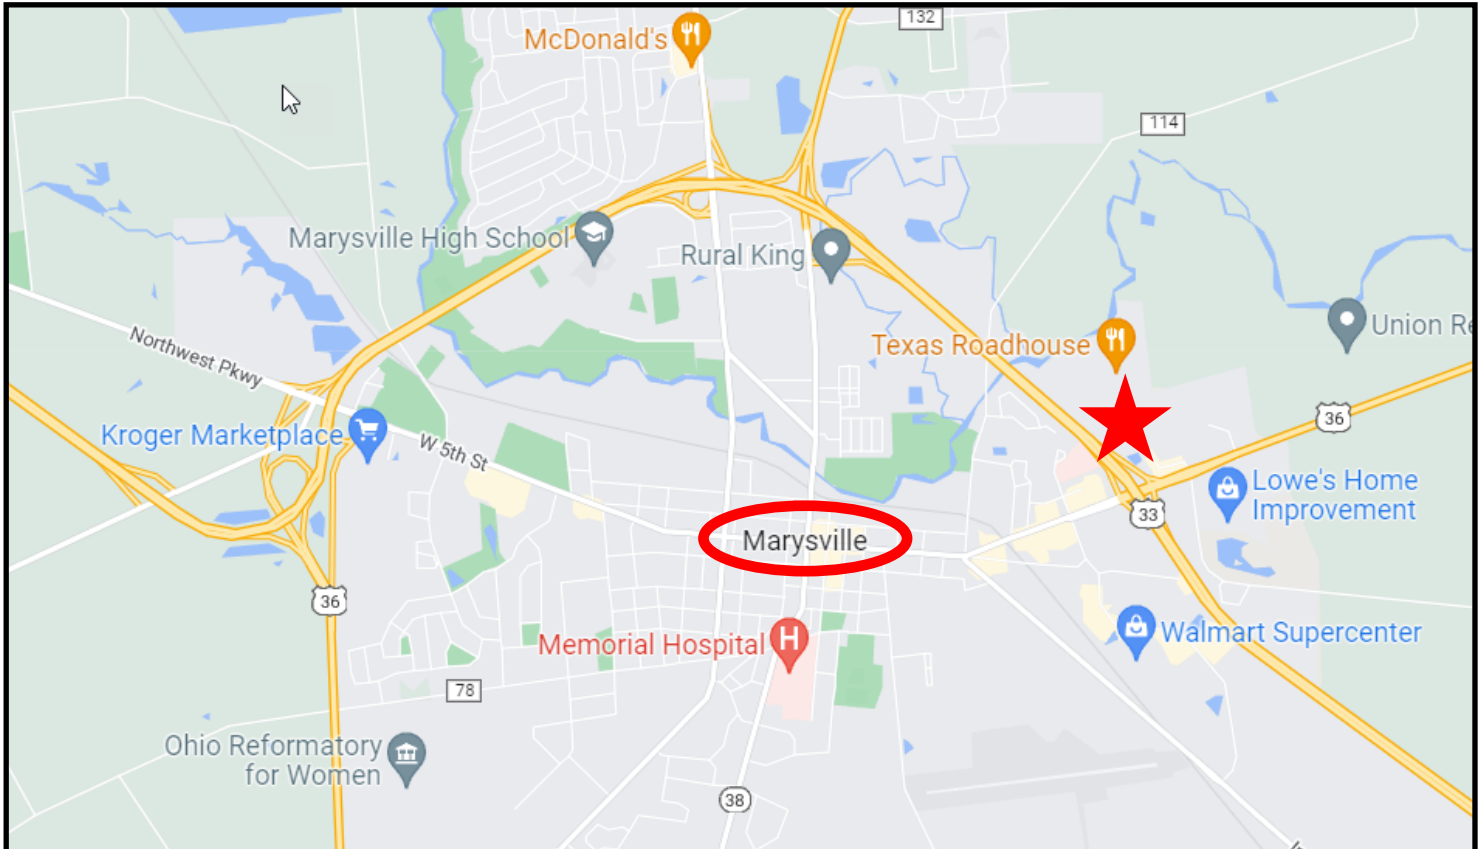 132
McDonald's
114
Marysville High School
Rural King
Union Re
Texas Roadhouse
Northwest Pkwy
36
Kroger Marketplace
W 5th St
Lowe's Home
Improvement
33
Marysville
36
Memorial Hospital
H
Walmart Supercenter
78
Ohio Reformatory
for Women
38